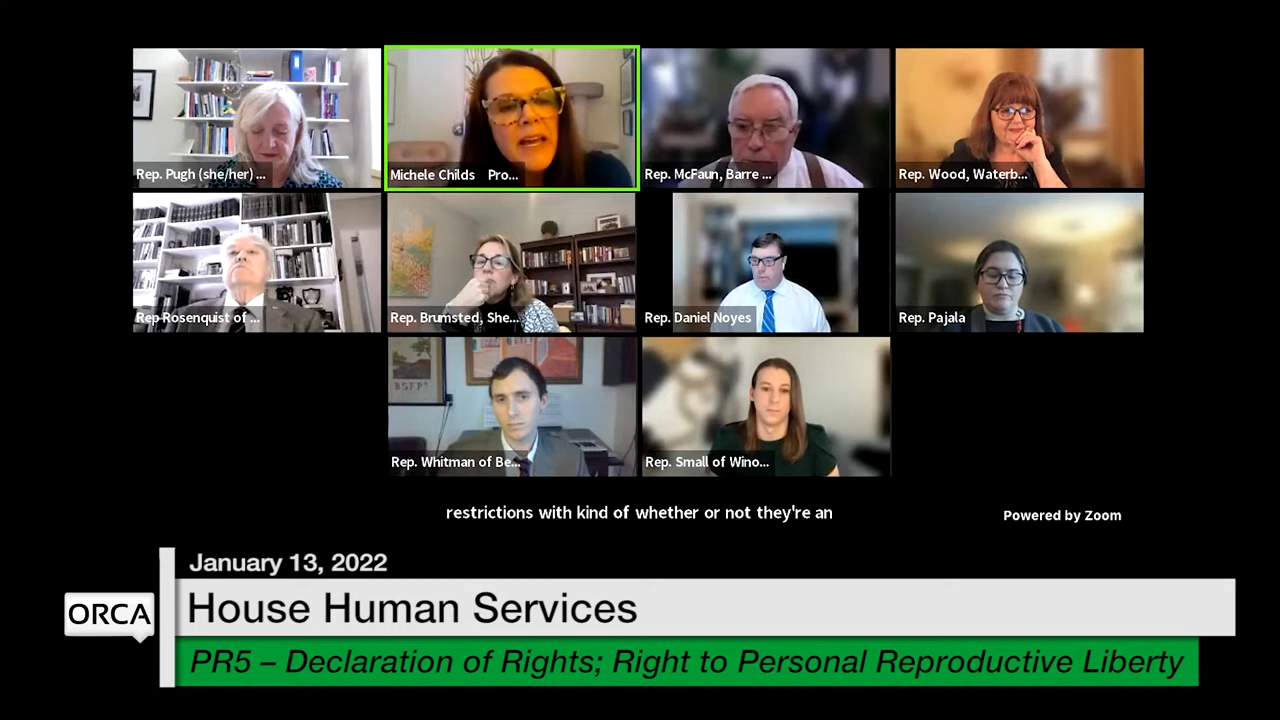 Rep. Pugh (she/her) ...
Michele Childs Pro...
Rep. McFaun, Barre ...
Rep. Wood, Waterb...
Rep Rosenquist of ...
Rep. Brumsted, She...
Rep. Daniel Noyes
Rep. Pajala
BSFP
Rep. Whitman of Be...
Rep. Small of Wino...
restrictions with kind of whether or not they're an
Powered by Zoom
January 13, 2022
ORCA
House Human Services
PR5 – Declaration of Rights; Right to Personal Reproductive Liberty